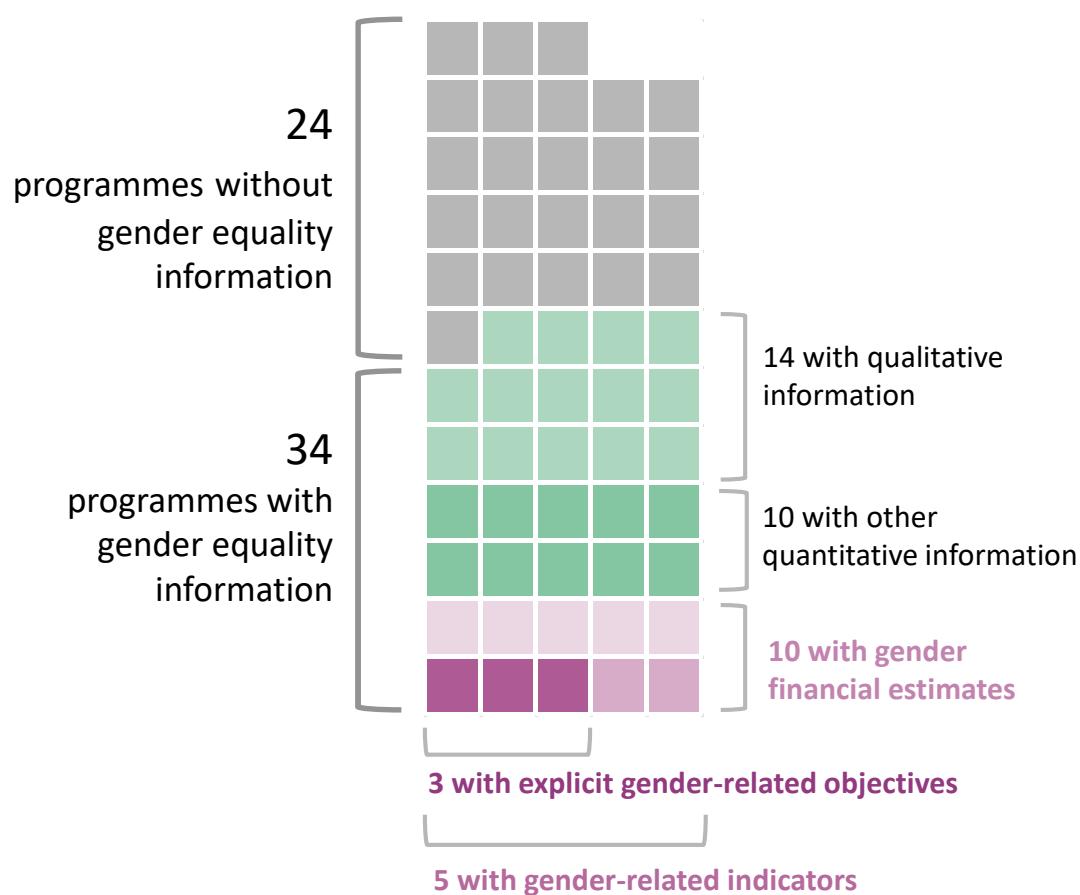 24
programmes without
gender equality
information
34
programmes with
gender equality
information
14 with qualitative
information
10 with other
quantitative information
10 with gender
financial estimates
3 with explicit gender-related objectives
5 with gender-related indicators